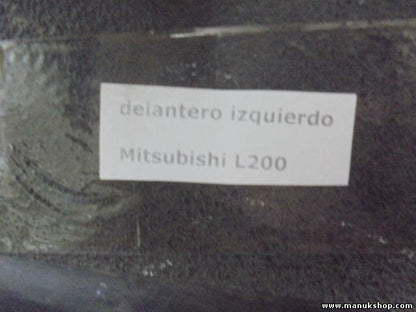 delantero izquierdo
Mitsubishi L200
www.manukshop.com